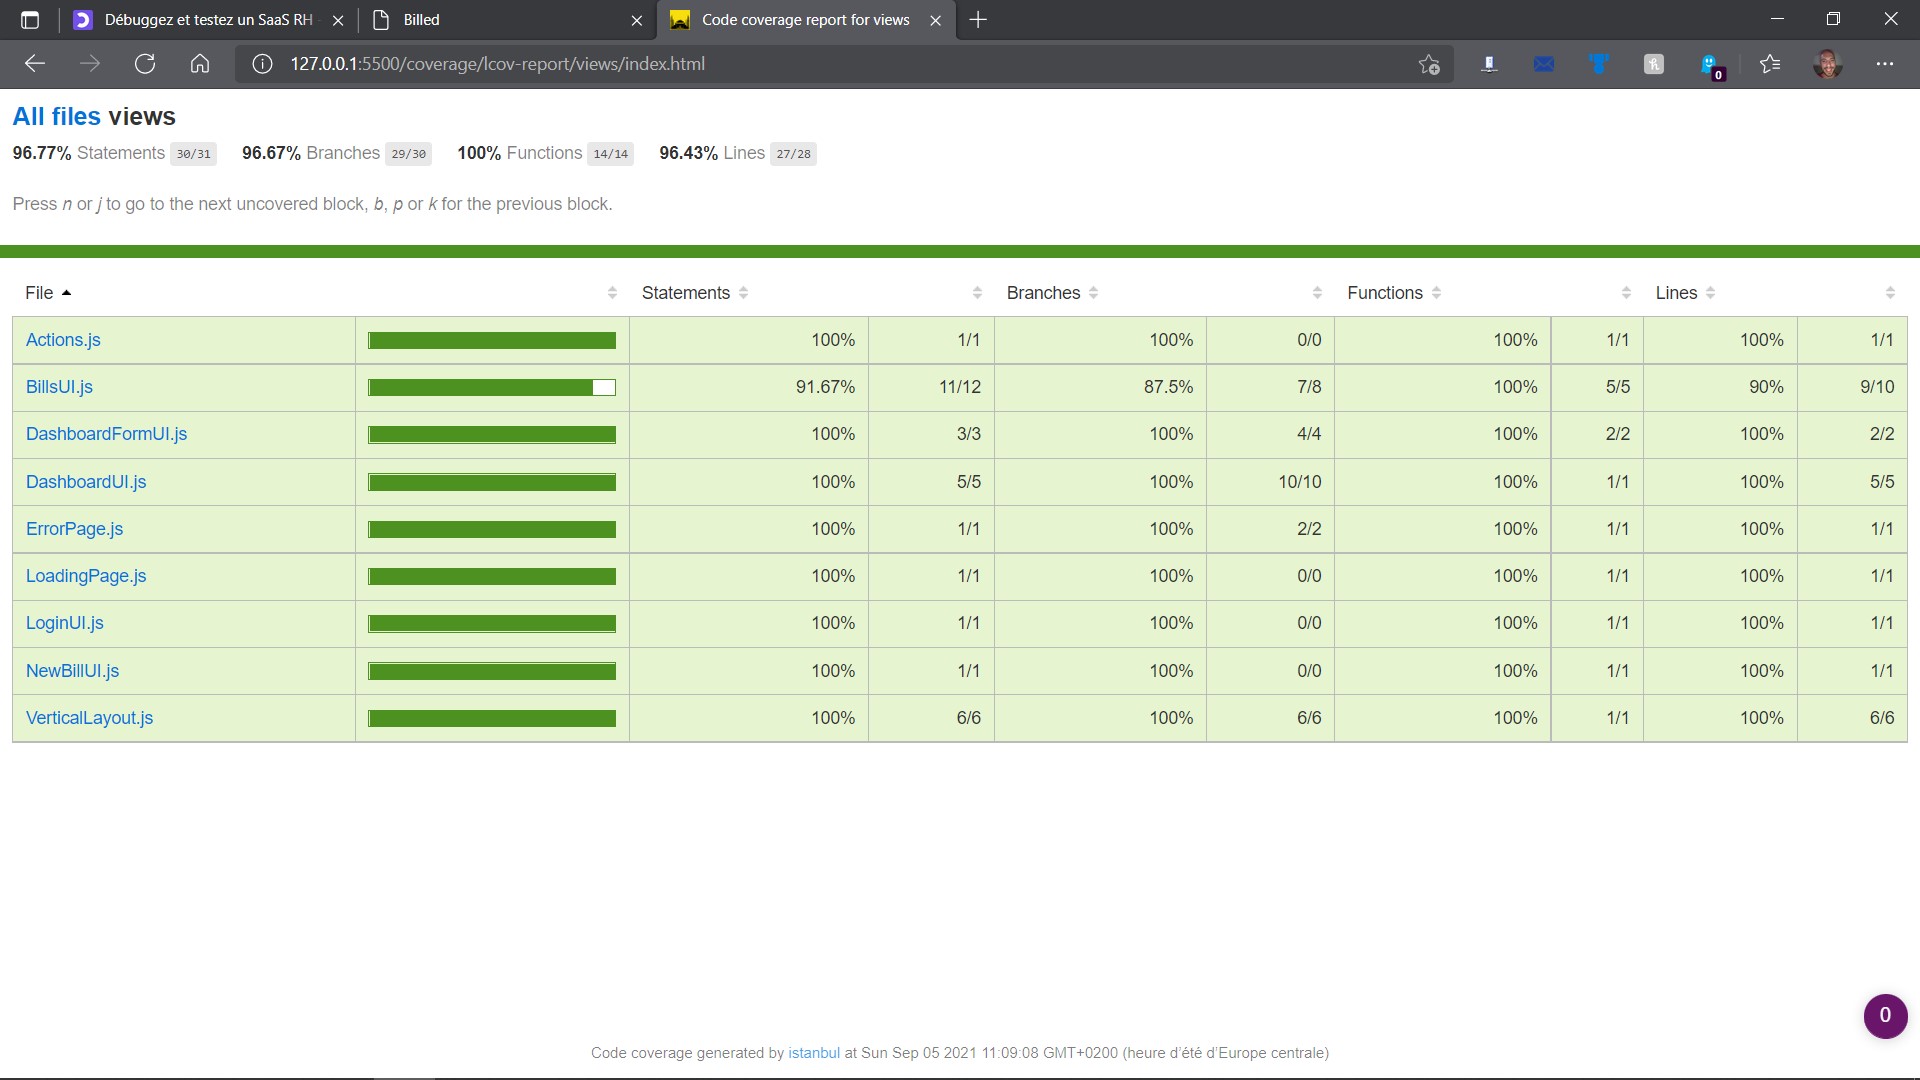 Débuggez et testez un SaaS RH
Billed
Code coverage report for views
127.0.0.1:5500/coverage/lcov-report/views/index.html
0
All files views
96.77% Statements 30/31 96.67% Branches 29/30 100% Functions 14/14 96.43% Lines 27/28
Press n or j to go to the next uncovered block, b, p or k for the previous block.
File Statements Branches Functions Lines
Actions.js 100% 1/1 100% 0/0 100% 1/1 100% 1/1
BillsUI.js 91.67% 11/12 87.5% 7/8 100% 5/5 90% 9/10
DashboardFormUI.js 100% 3/3 100% 4/4 100% 2/2 100% 2/2
DashboardUI.js 100% 5/5 100% 10/10 100% 1/1 100% 5/5
ErrorPage.js 100% 1/1 100% 2/2 100% 1/1 100% 1/1
LoadingPage.js 100% 1/1 100% 0/0 100% 1/1 100% 1/1
LoginUI.js 100% 1/1 100% 0/0 100% 1/1 100% 1/1
NewBillUI.js 100% 1/1 100% 0/0 100% 1/1 100% 1/1
VerticalLayout.js 100% 6/6 100% 6/6 100% 1/1 100% 6/6
0
Code coverage generated by istanbul at Sun Sep 05 2021 11:09:08 GMT+0200 (heure d’été d’Europe centrale)